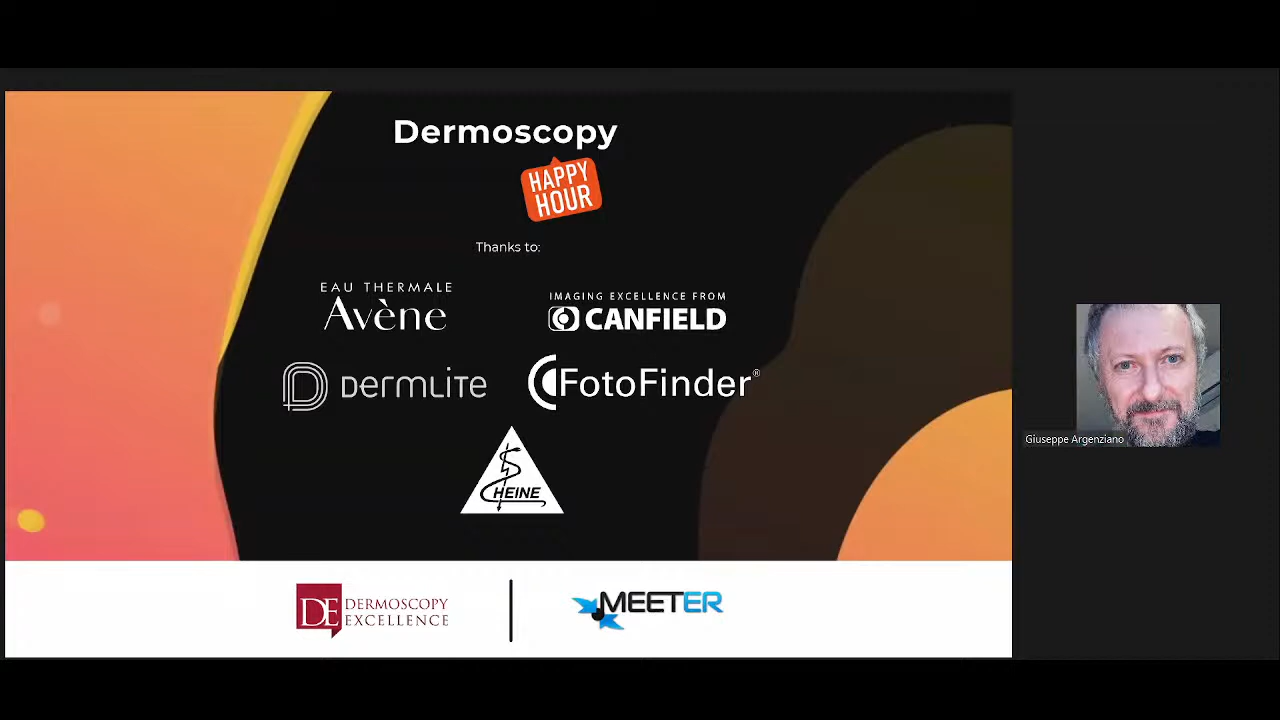 Dermoscopy
HAPPY
HOUR
Thanks to:
EAU THERMALE
Avène
IMAGING EXCELLENCE FROM
CANFIELD
DERMLITE
FotoFinder®
HEINE
Giuseppe Argenziano
DE DERMOSCOPY
EXCELLENCE
MEETER